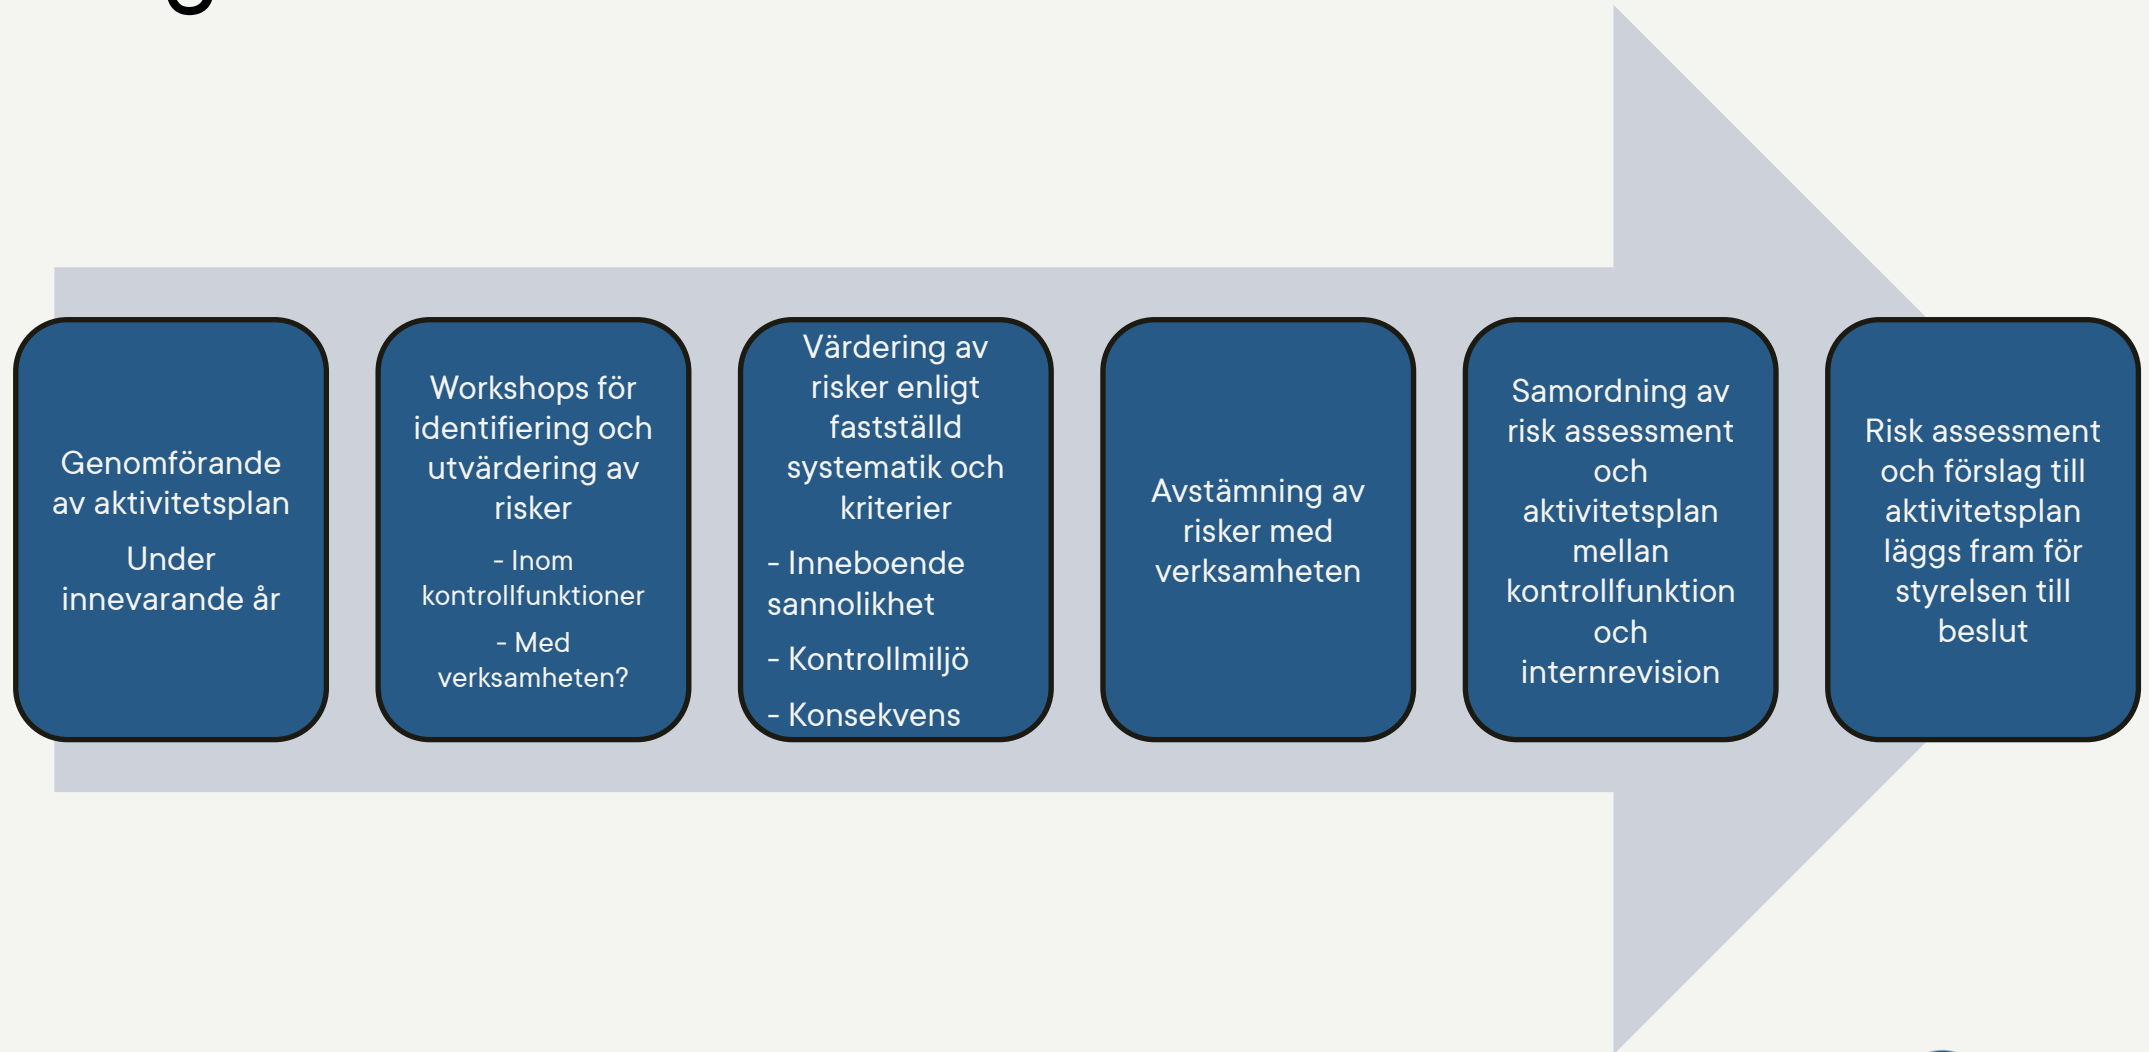 Genomförande
av aktivitetsplan
Under
innevarande år
Workshops för
identifiering och
utvärdering av
risker
- Inom
kontrollfunktioner
- Med
verksamheten?
Värdering av
risker enligt
fastställd
systematik och
kriterier
- Inneboende
sannolikhet
- Kontrollmiljö
- Konsekvens
Avstämning av
risker med
verksamheten
Samordning av
risk assessment
och
aktivitetsplan
mellan
kontrollfunktion
och
internrevision
Risk assessment
och förslag till
aktivitetsplan
läggs fram för
styrelsen till
beslut